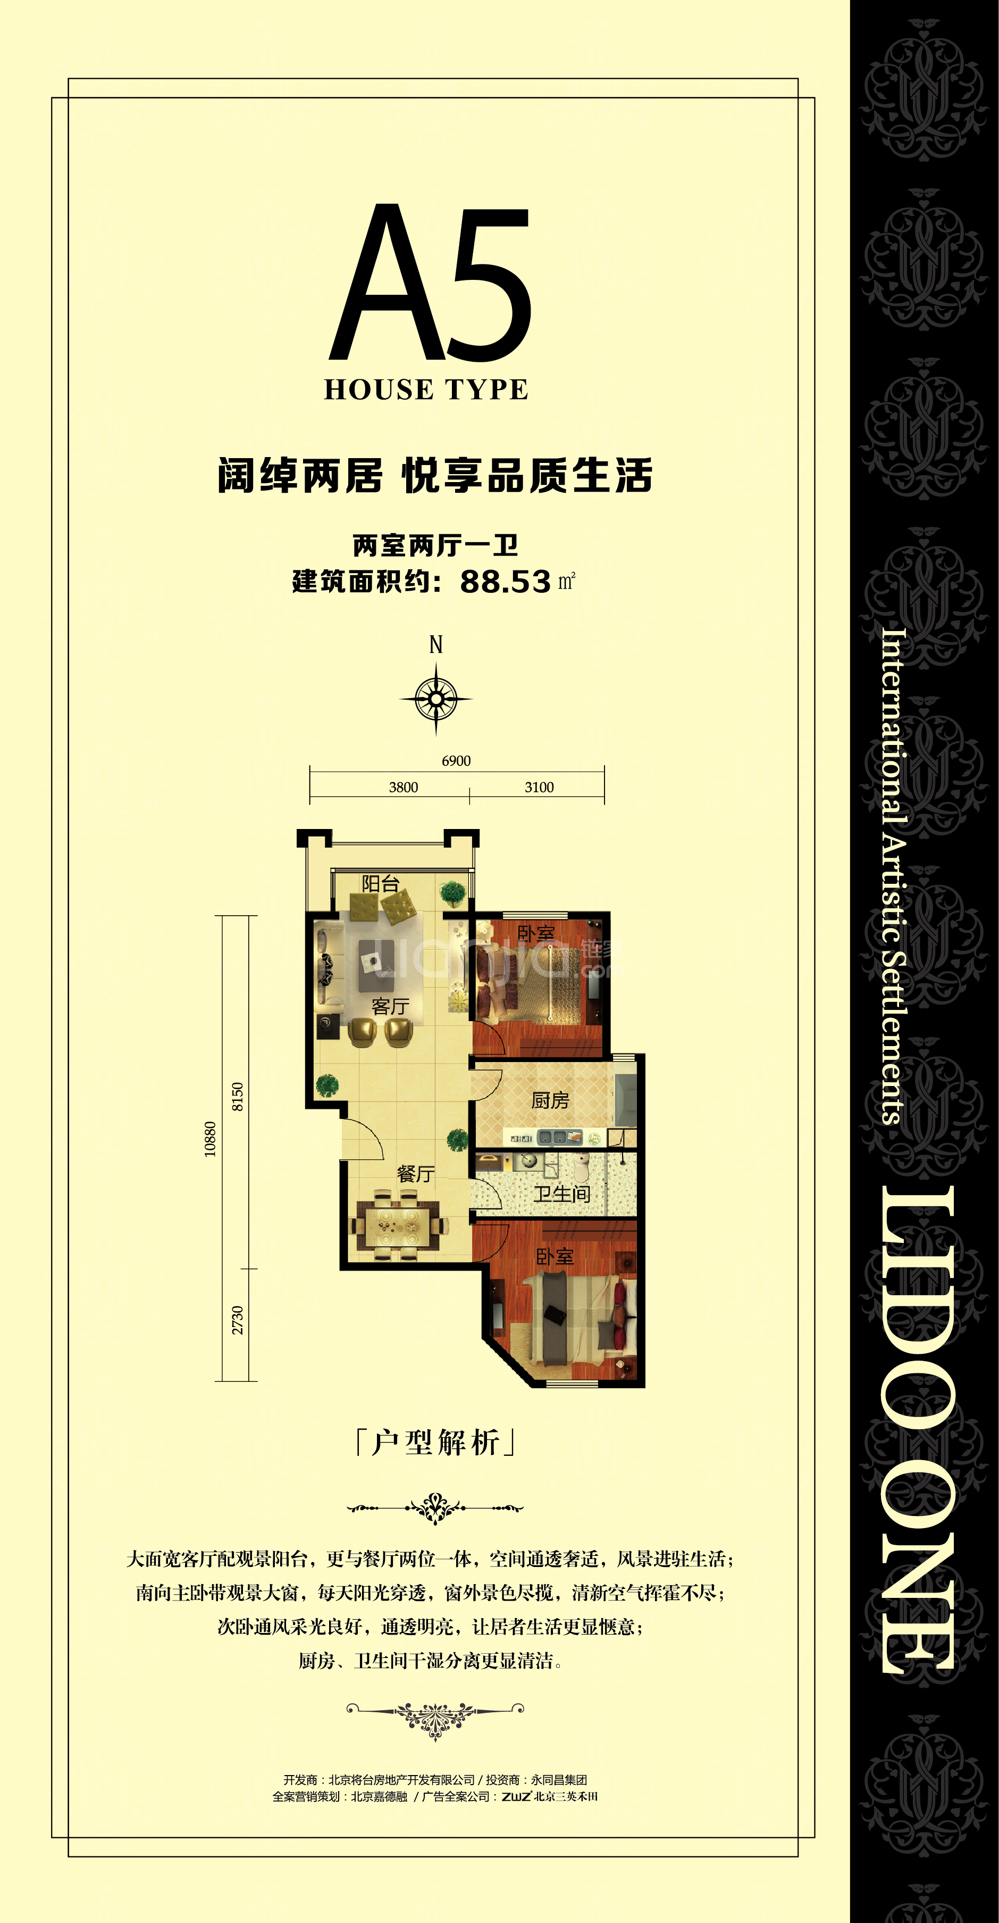 A5
HOUSE TYPE
阔绰两居 悦享品质生活
两室两厅一卫
建筑面积约：88.53㎡
N
6900
3800
3100
阳台
卧室
Lianjia 链家
.com
客厅
厨房
8150
10880
餐厅
卫生间
卧室
2730
「户型解析」
大面宽客厅配观景阳台，更与餐厅两位一体，空间通透奢适，风景进驻生活；
南向主卧带观景大窗，每天阳光穿透，窗外景色尽揽，清新空气挥霍不尽；
次卧通风采光良好，通透明亮，让居者生活更显惬意；
厨房、卫生间干湿分离更显清洁。
开发商：北京将台房地产开发有限公司 / 投资商：永同昌集团
全案营销策划：北京嘉德融 / 广告全案公司：ZWZ 北京三英禾田
International Artistic Settlements
LIDO ONE